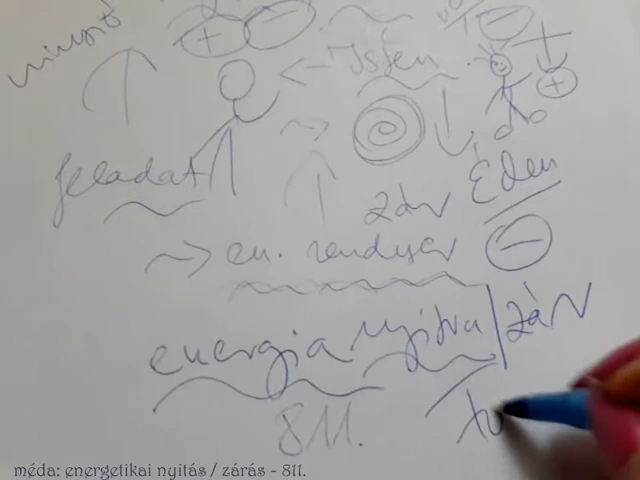 + -
← Isten
+
feladat
zár Éden
→ en. rendszer -
energia nyitva / zár
811.
méda: energetikai nyitás / zárás - 811.